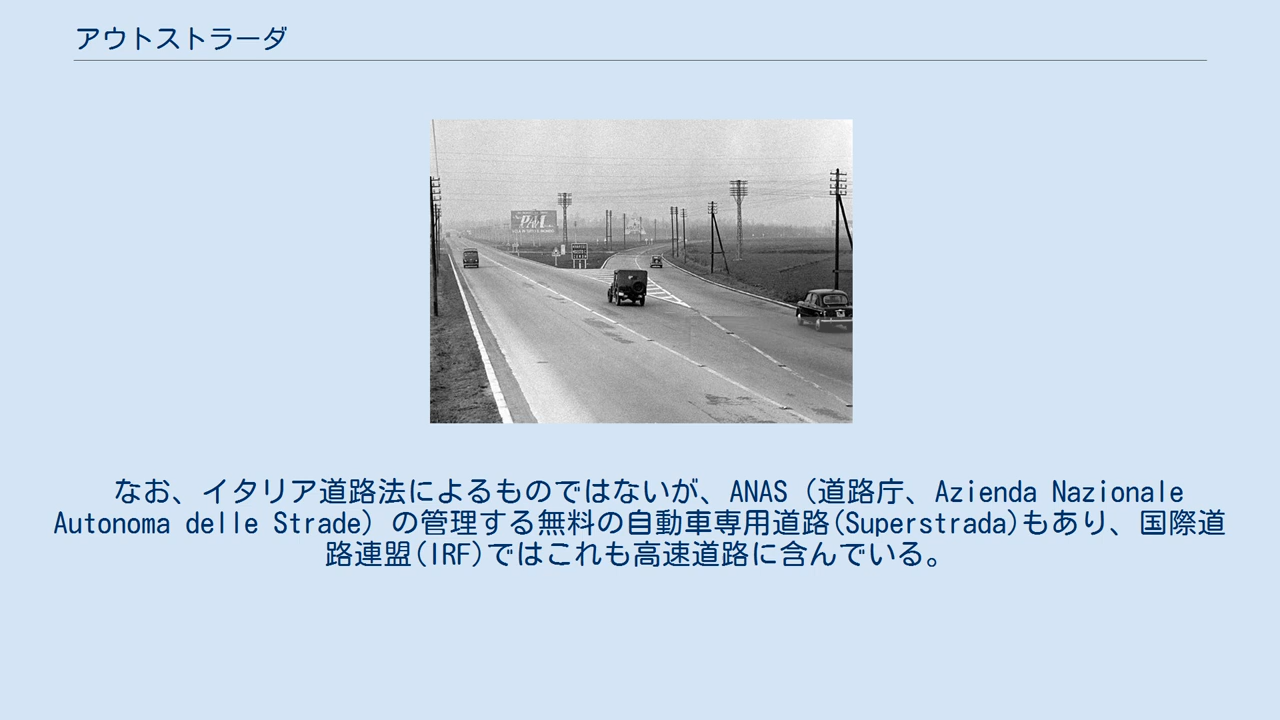 アウトストラーダ
なお、イタリア道路法によるものではないが、ANAS（道路庁、Azienda Nazionale
Autonoma delle Strade）の管理する無料の自動車専用道路(Superstrada)もあり、国際道
路連盟(IRF)ではこれも高速道路に含んでいる。